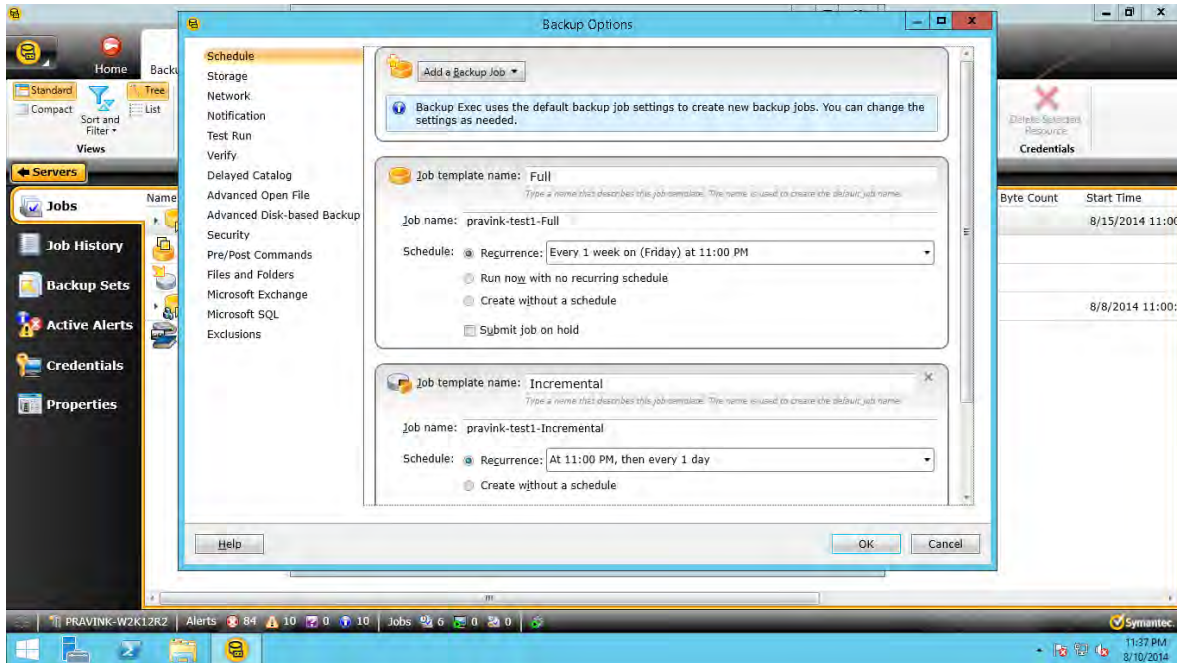 Backup Options
Home
Backu
Standard
Compact
Sort and
Filter
Tree
List
Views
Delete Selected
Resource
Credentials
Servers
Jobs
Job History
Backup Sets
Active Alerts
Credentials
Properties
Name
Byte Count
Start Time
8/15/2014 11:00
8/8/2014 11:00:
Schedule
Storage
Network
Notification
Test Run
Verify
Delayed Catalog
Advanced Open File
Advanced Disk-based Backup
Security
Pre/Post Commands
Files and Folders
Microsoft Exchange
Microsoft SQL
Exclusions
Add a Backup Job
Backup Exec uses the default backup job settings to create new backup jobs. You can change the
settings as needed.
Job template name: Full
Type a name that describes this job template. The name is used to create the default job name.
Job name: pravink-test1-Full
Schedule: Recurrence: Every 1 week on (Friday) at 11:00 PM
Run now with no recurring schedule
Create without a schedule
Submit job on hold
Job template name: Incremental
Type a name that describes this job template. The name is used to create the default job name.
Job name: pravink-test1-Incremental
Schedule: Recurrence: At 11:00 PM, then every 1 day
Create without a schedule
Help
OK
Cancel
PRAVINK-W2K12R2 Alerts 84 10 0 10 Jobs 6 0 0
Symantec.
11:37 PM
8/10/2014